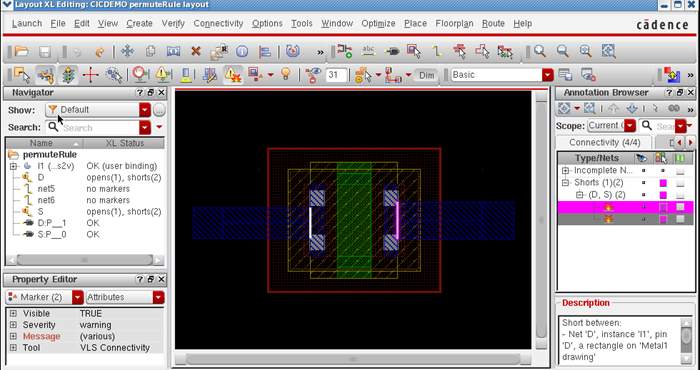 Layout XL Editing: CICDEMO permuteRule layout
Launch File Edit View Create Verify Connectivity Options Tools Window Optimize Place Floorplan Route Help
cādence
31 Dim Basic
Navigator
Show: Default
Search: Search
Name XL Status
permuteRule
I1 (...s2v) OK (user binding)
D opens(1), shorts(2)
net5 no markers
net6 no markers
S opens(1), shorts(2)
D:P__1 OK
S:P__0 OK
Property Editor
Marker (2) Attributes
Visible TRUE
Severity warning
Message (various)
Tool VLS Connectivity
Annotation Browser
Scope: Current Sea
Connectivity (4/4)
Type/Nets
Incomplete N...
Shorts (1)(2)
(D, S) (2)
Description
Short between:
- Net 'D', instance 'I1', pin
'D', a rectangle on 'Metal1
drawing'